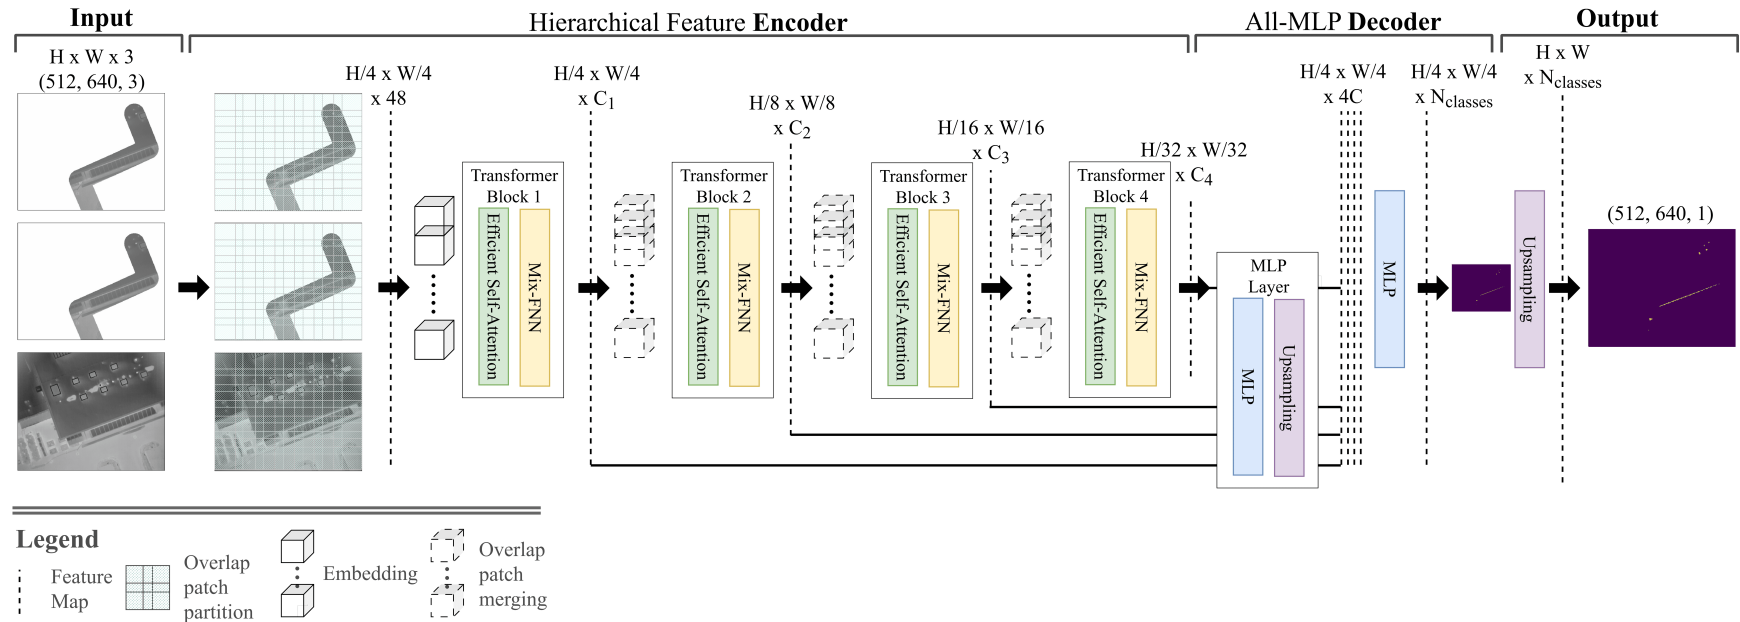 Input
Hierarchical Feature Encoder
All-MLP Decoder
Output
H x W x 3
(512, 640, 3)
H/4 x W/4
x 48
H/4 x W/4
x C1
H/8 x W/8
x C2
H/16 x W/16
x C3
H/32 x W/32
x C4
H/4 x W/4
x 4C
H/4 x W/4
x Nclasses
H x W
x Nclasses
Transformer
Block 1
Efficient Self-Attention
Mix-FNN
Transformer
Block 2
Efficient Self-Attention
Mix-FNN
Transformer
Block 3
Efficient Self-Attention
Mix-FNN
Transformer
Block 4
Efficient Self-Attention
Mix-FNN
MLP
Layer
MLP
Upsampling
MLP
Upsampling
(512, 640, 1)
Legend
Feature
Map
Overlap
patch
partition
Embedding
Overlap
patch
merging